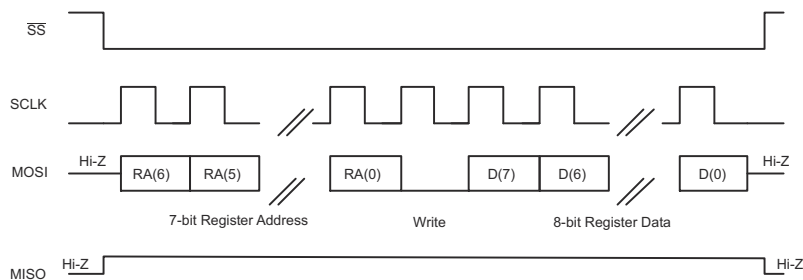 SS
SCLK
MOSI Hi-Z RA(6) RA(5) RA(0) D(7) D(6) D(0) Hi-Z
7-bit Register Address Write 8-bit Register Data
MISO Hi-Z Hi-Z